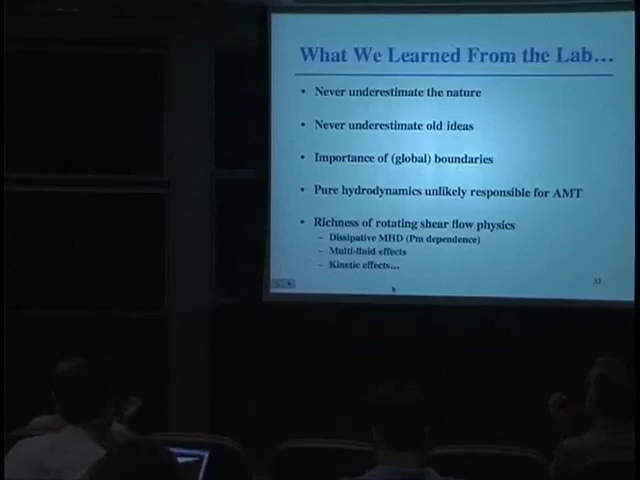 What We Learned From the Lab…
• Never underestimate the nature
• Never underestimate old ideas
• Importance of (global) boundaries
• Pure hydrodynamics unlikely responsible for AMT
• Richness of rotating shear flow physics
– Dissipative MHD (Pm dependence)
– Multi-fluid effects
– Kinetic effects…